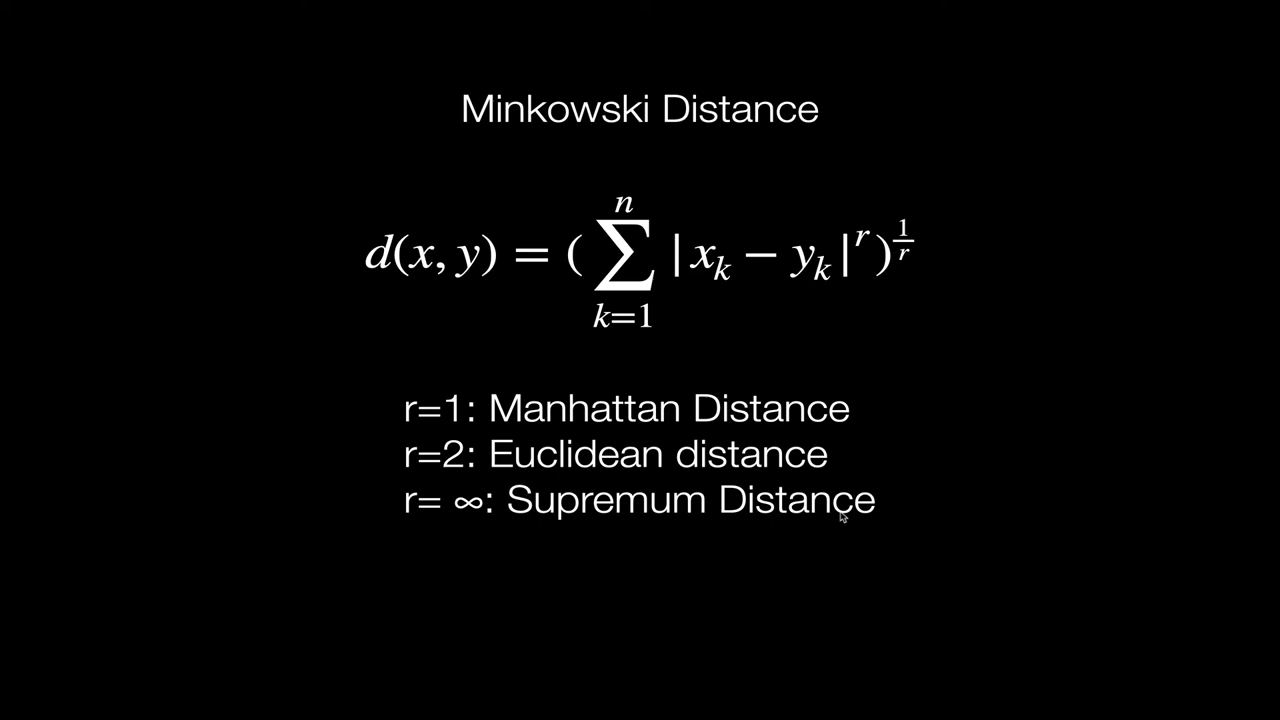 Minkowski Distance
d(x, y) = ( ∑_{k=1}^{n} | x_k − y_k |^r )^{1/r}
r=1: Manhattan Distance
r=2: Euclidean distance
r= ∞: Supremum Distance